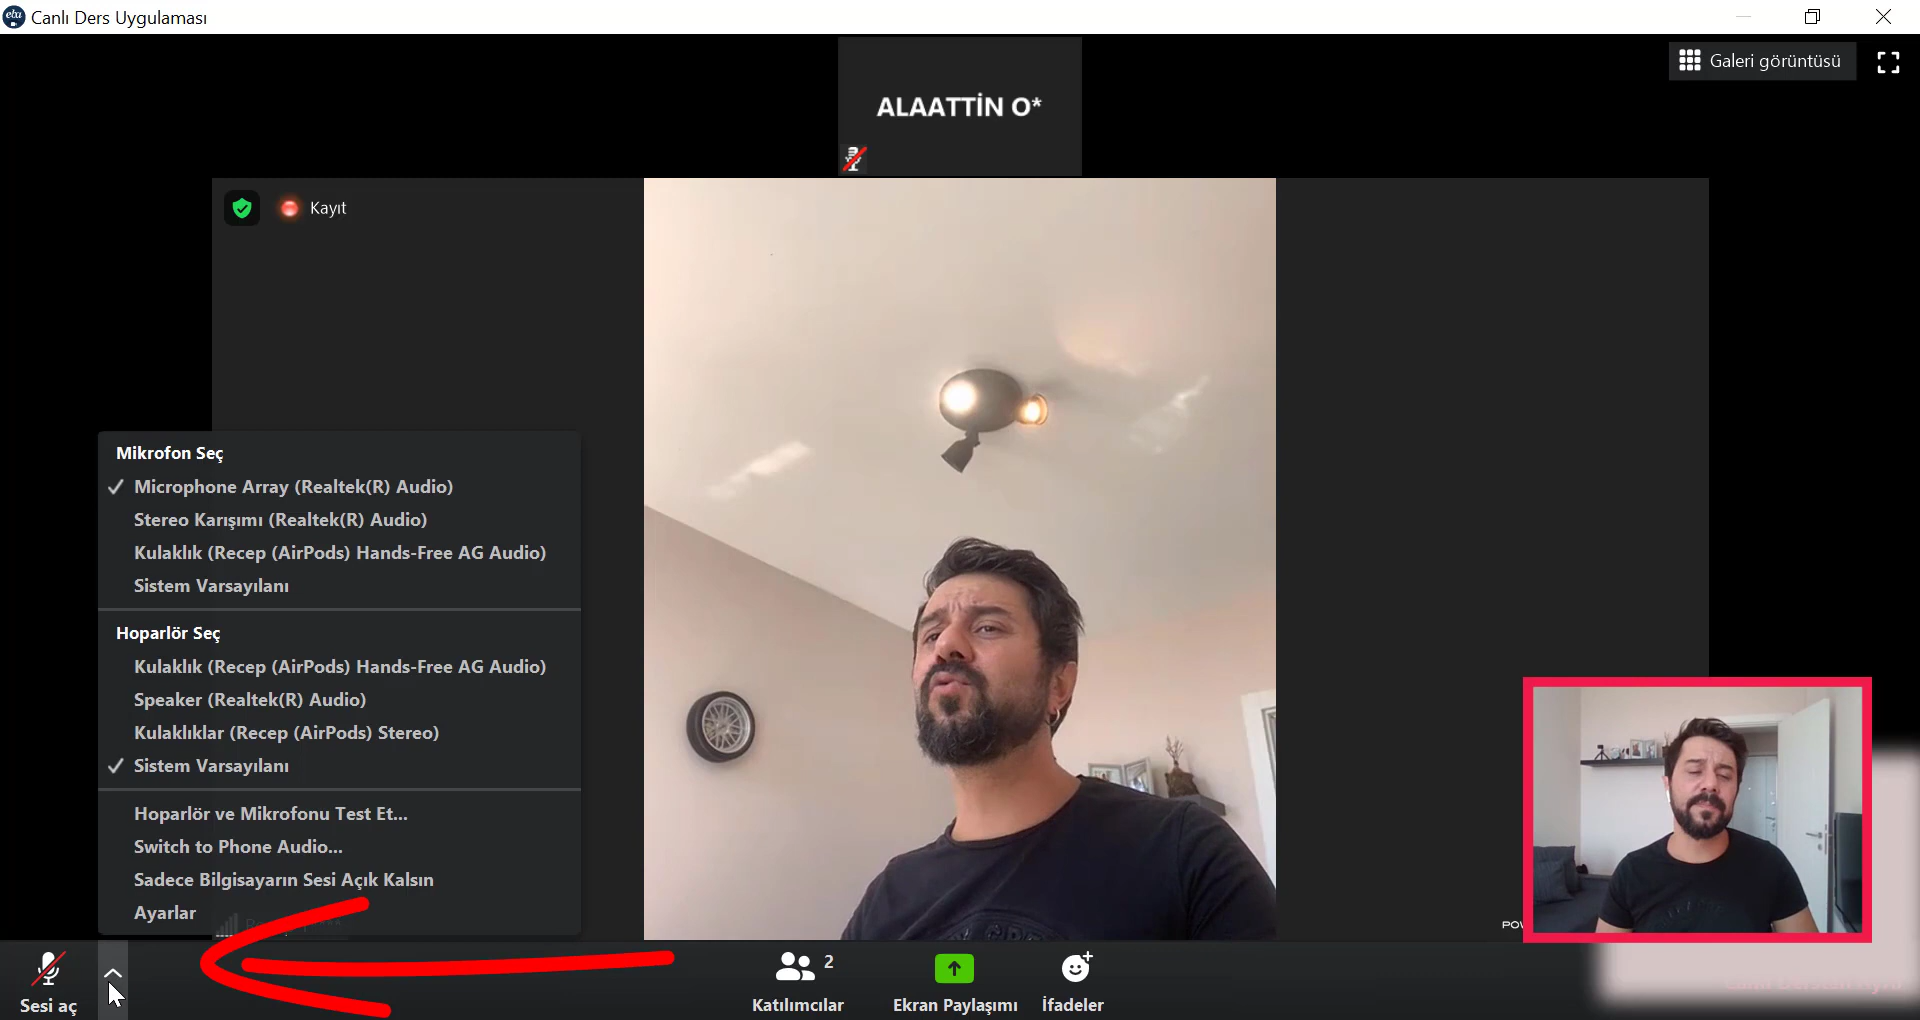 eba Canlı Ders Uygulaması
Galeri görüntüsü
ALAATTİN O*
Kayıt
Mikrofon Seç
Microphone Array (Realtek(R) Audio)
Stereo Karışımı (Realtek(R) Audio)
Kulaklık (Recep (AirPods) Hands-Free AG Audio)
Sistem Varsayılanı
Hoparlör Seç
Kulaklık (Recep (AirPods) Hands-Free AG Audio)
Speaker (Realtek(R) Audio)
Kulaklıklar (Recep (AirPods) Stereo)
Sistem Varsayılanı
Hoparlör ve Mikrofonu Test Et...
Switch to Phone Audio...
Sadece Bilgisayarın Sesi Açık Kalsın
Ayarlar
Sesi aç
2
Katılımcılar
Ekran Paylaşımı
İfadeler